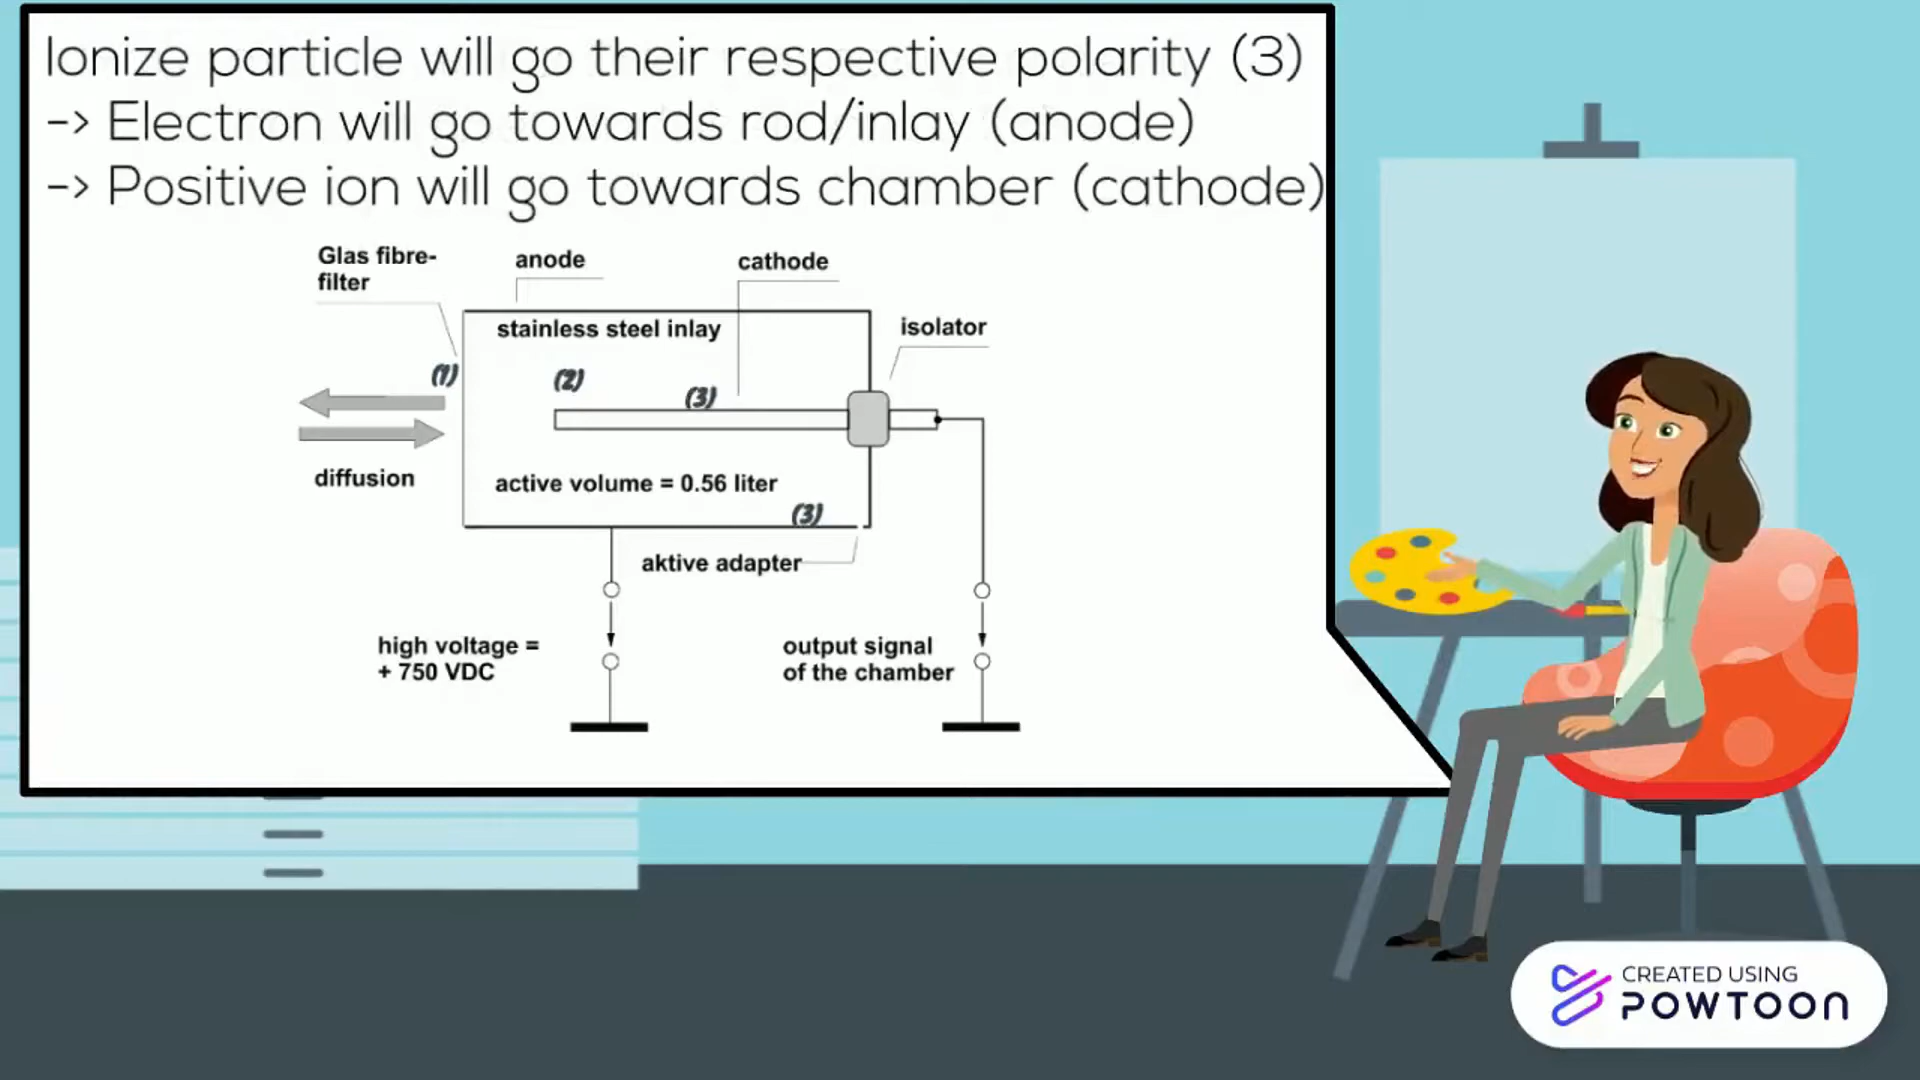 Ionize particle will go their respective polarity (3)
-> Electron will go towards rod/inlay (anode)
-> Positive ion will go towards chamber (cathode)
Glas fibre-
filter
anode
cathode
stainless steel inlay
isolator
(1)
(2)
(3)
diffusion
active volume = 0.56 liter
(3)
aktive adapter
high voltage =
+ 750 VDC
output signal
of the chamber
CREATED USING
POWTOON